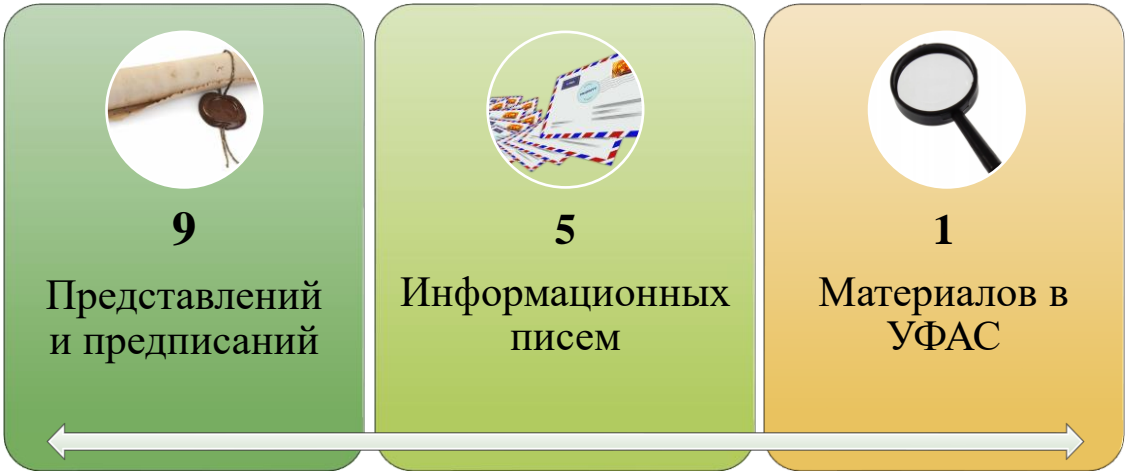 9
Представлений
и предписаний
5
Информационных
писем
1
Материалов в
УФАС